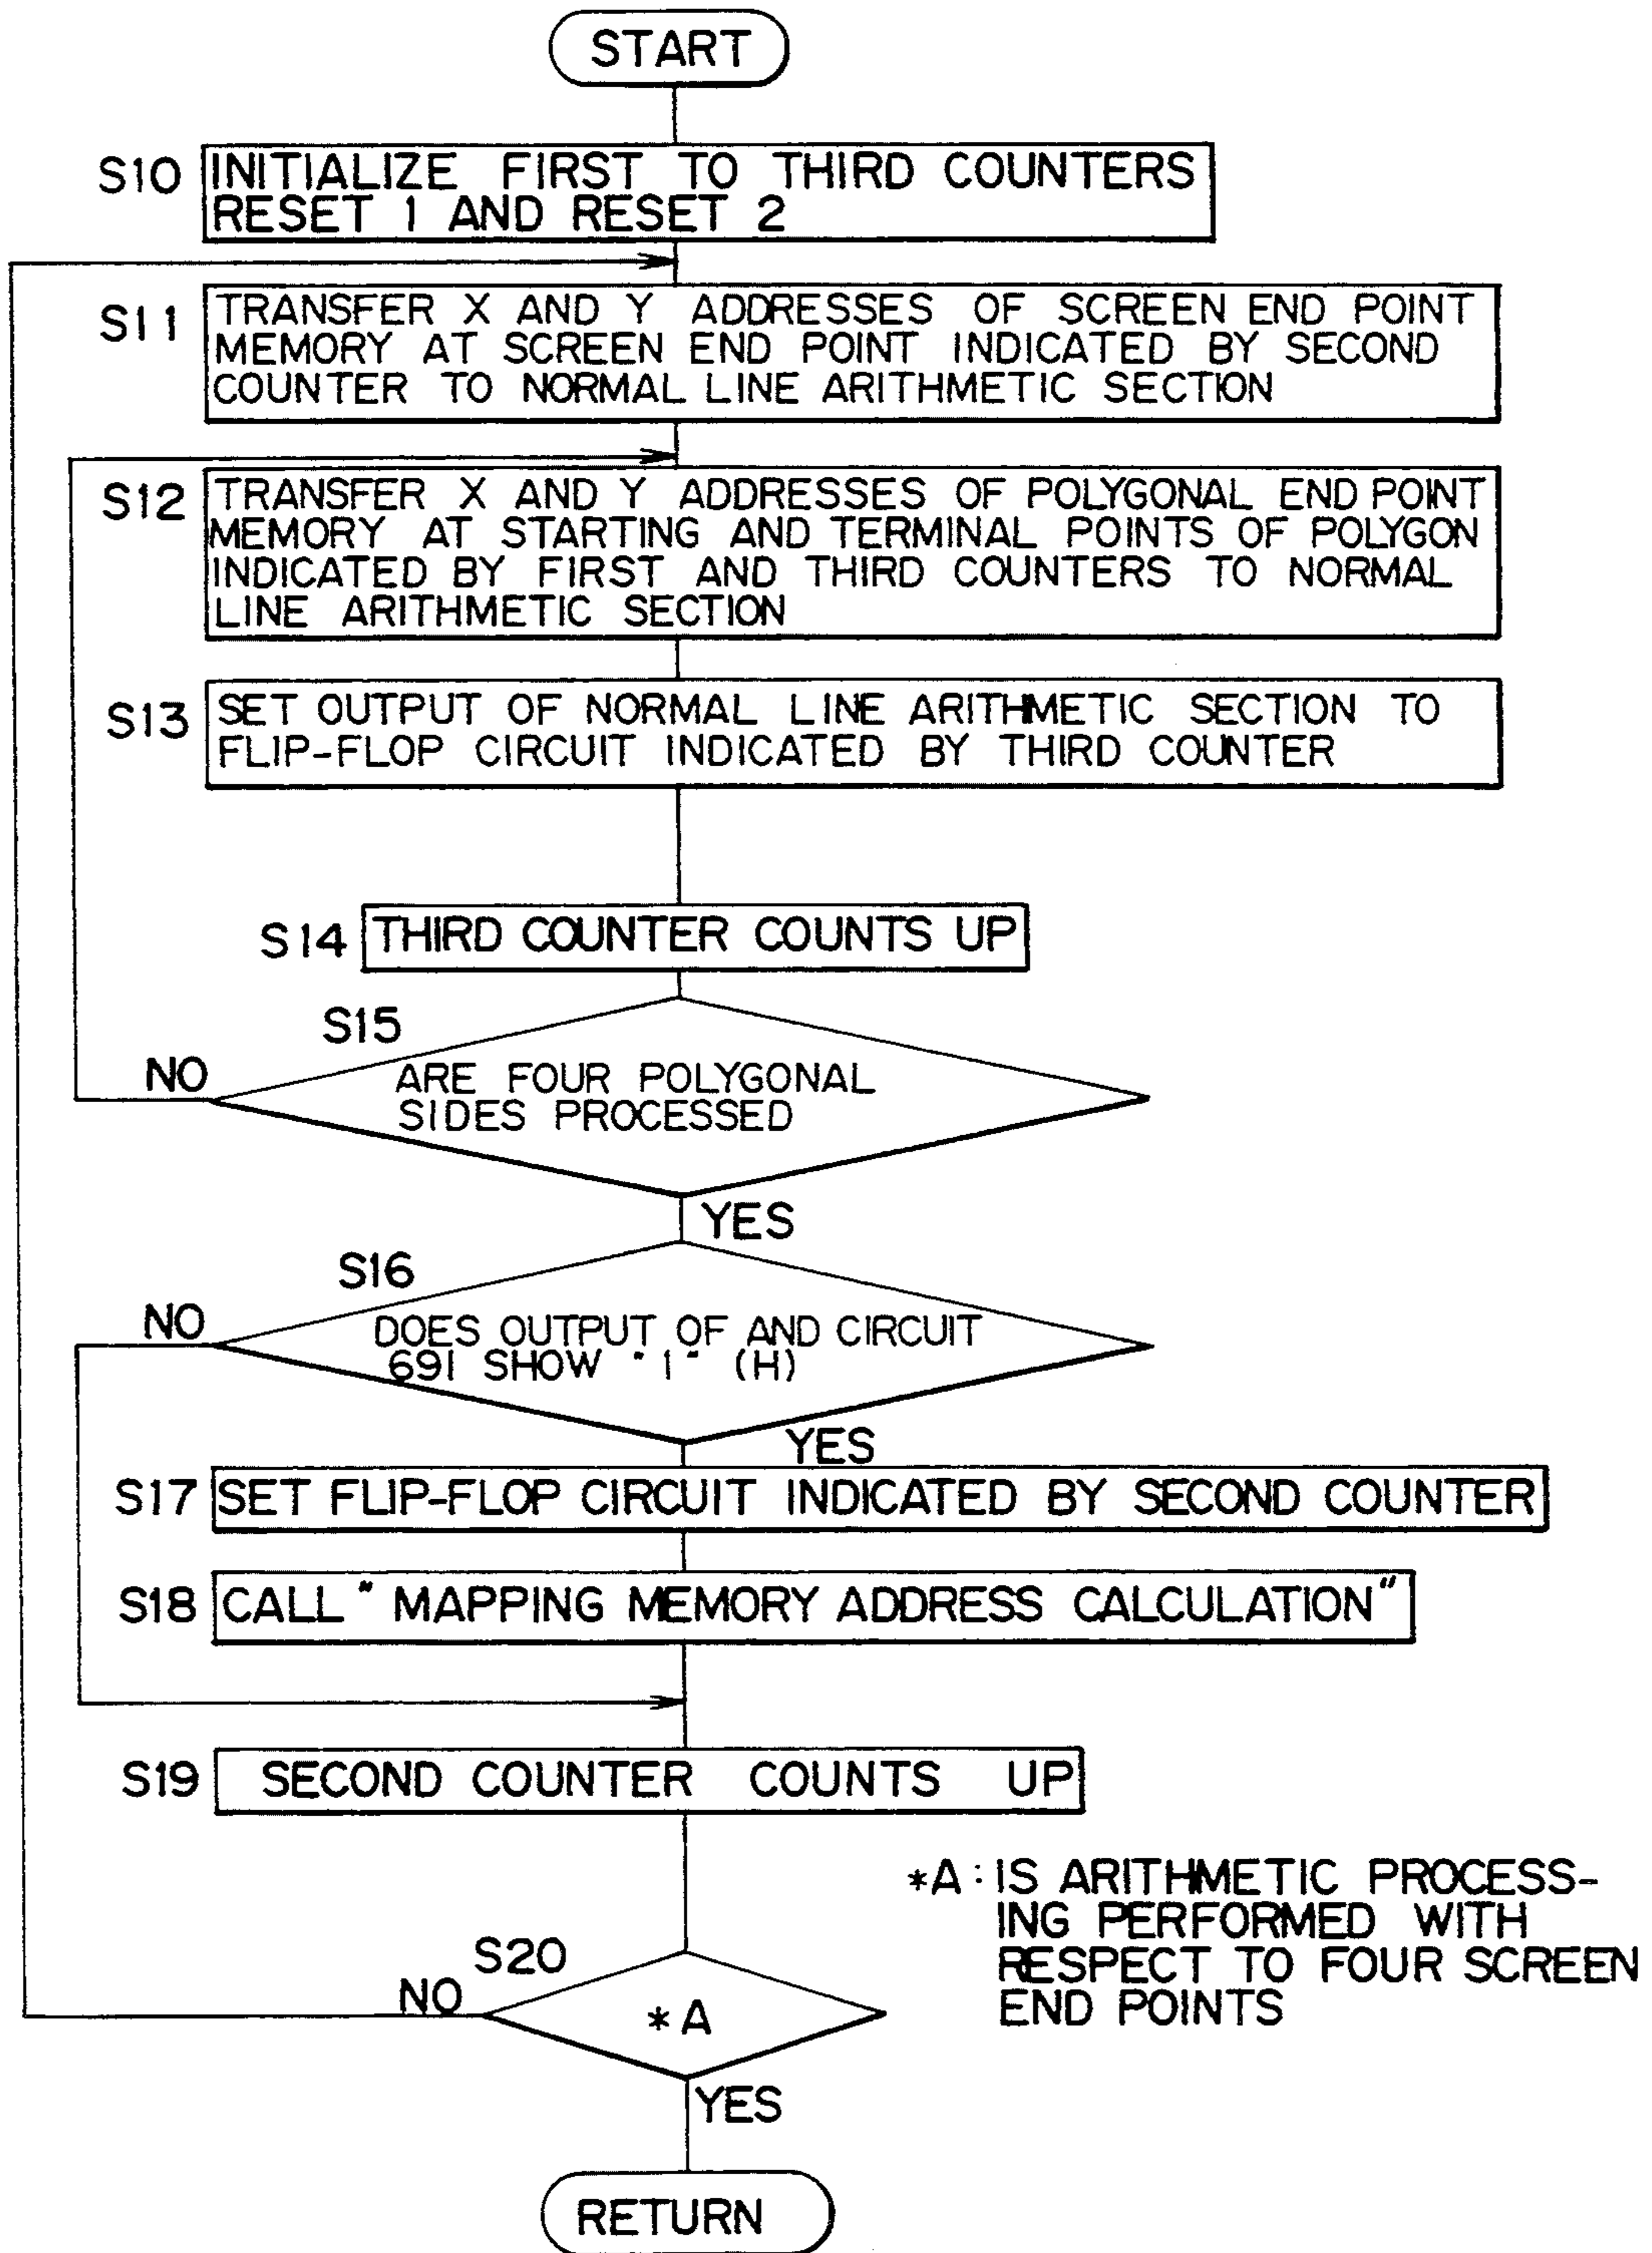 START
S10
INITIALIZE FIRST TO THIRD COUNTERS
RESET 1 AND RESET 2
S11
TRANSFER X AND Y ADDRESSES OF SCREEN END POINT
MEMORY AT SCREEN END POINT INDICATED BY SECOND
COUNTER TO NORMAL LINE ARITHMETIC SECTION
S12
TRANSFER X AND Y ADDRESSES OF POLYGONAL END POINT
MEMORY AT STARTING AND TERMINAL POINTS OF POLYGON
INDICATED BY FIRST AND THIRD COUNTERS TO NORMAL
LINE ARITHMETIC SECTION
S13
SET OUTPUT OF NORMAL LINE ARITHMETIC SECTION TO
FLIP-FLOP CIRCUIT INDICATED BY THIRD COUNTER
S14
THIRD COUNTER COUNTS UP
S15
NO
ARE FOUR POLYGONAL
SIDES PROCESSED
YES
S16
NO
DOES OUTPUT OF AND CIRCUIT
691 SHOW "1" (H)
YES
S17
SET FLIP-FLOP CIRCUIT INDICATED BY SECOND COUNTER
S18
CALL "MAPPING MEMORY ADDRESS CALCULATION"
S19
SECOND COUNTER COUNTS UP
*A: IS ARITHMETIC PROCESS-
ING PERFORMED WITH
RESPECT TO FOUR SCREEN
END POINTS
S20
NO
*A
YES
RETURN